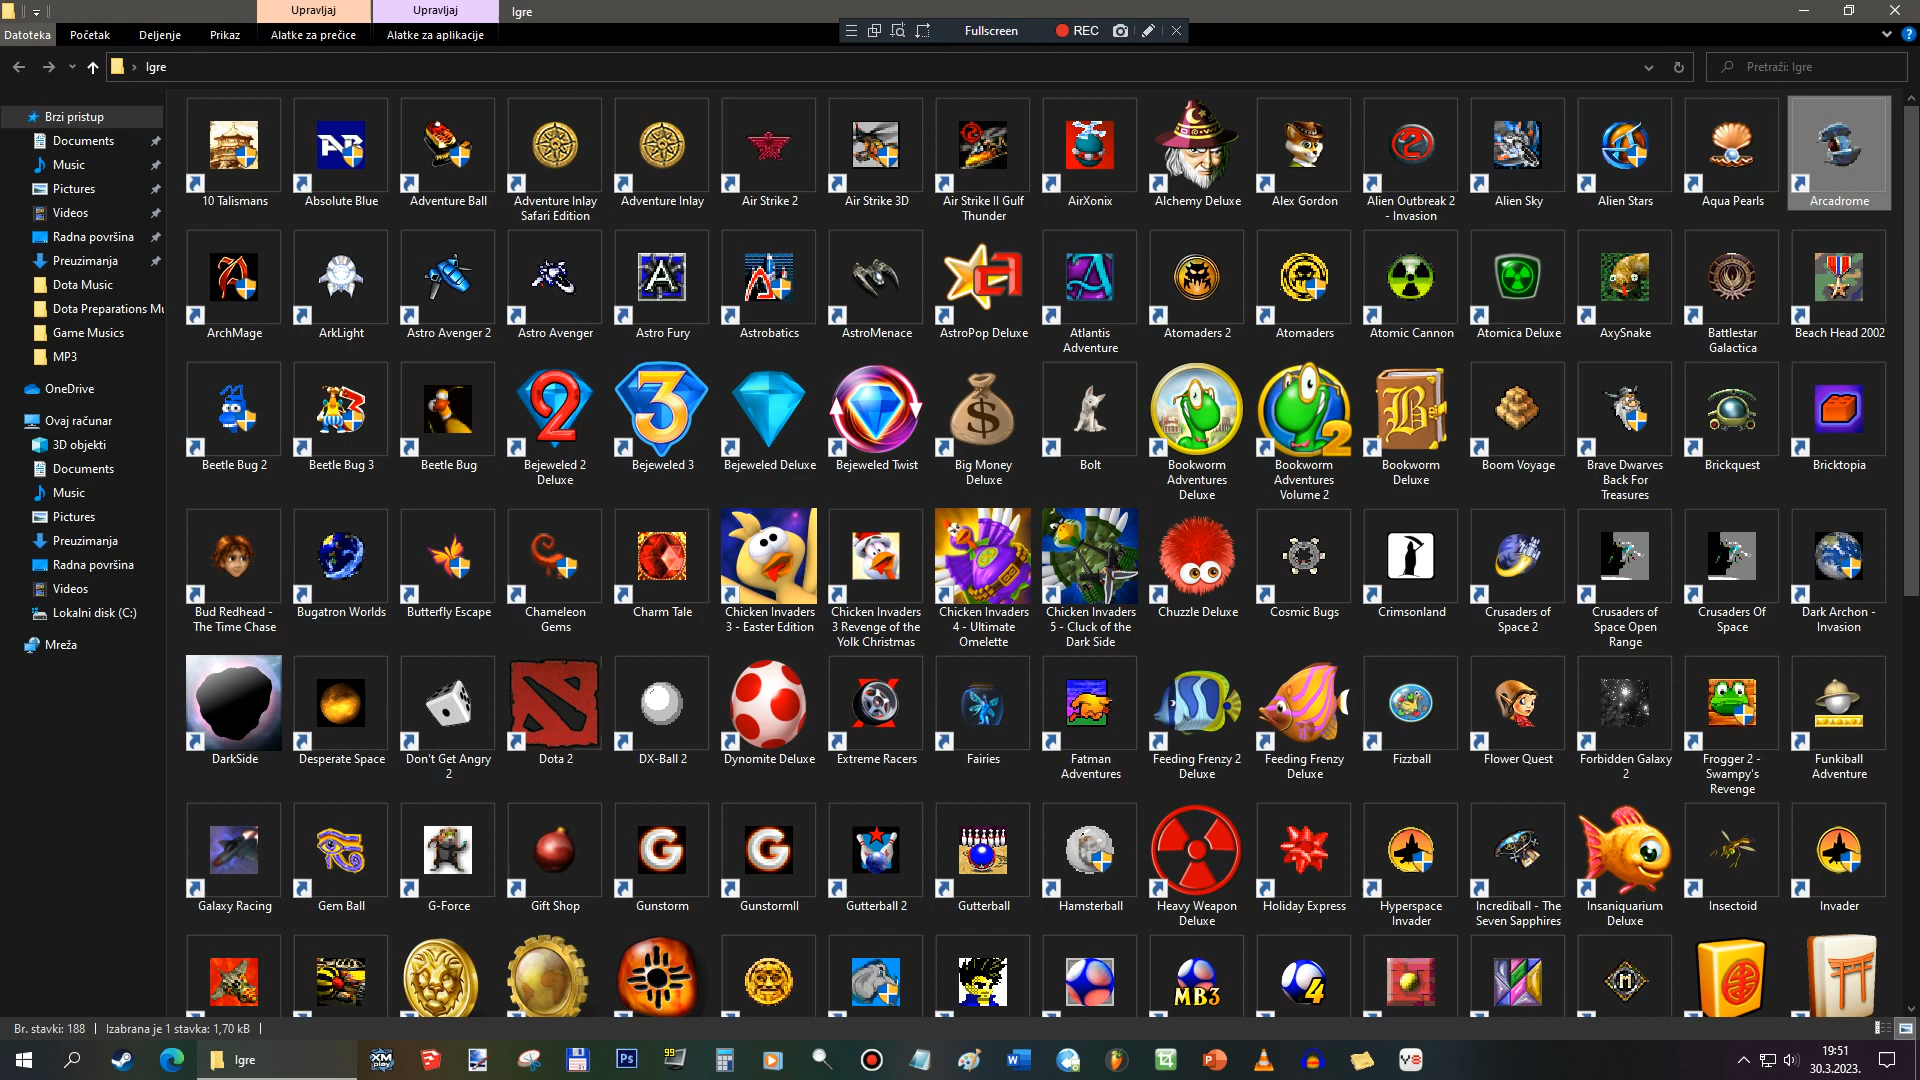 Upravljaj
Upravljaj
Igre
Datoteka
Početak
Deljenje
Prikaz
Alatke za prečice
Alatke za aplikacije
Fullscreen
REC
Igre
Pretraži: Igre
Brzi pristup
Documents
Music
Pictures
Videos
Radna površina
Preuzimanja
Dota Music
Dota Preparations Mu
Game Musics
MP3
OneDrive
Ovaj računar
3D objekti
Documents
Music
Pictures
Preuzimanja
Radna površina
Videos
Lokalni disk (C:)
Mreža
10 Talismans
Absolute Blue
Adventure Ball
Adventure Inlay
Safari Edition
Adventure Inlay
Air Strike 2
Air Strike 3D
Air Strike II Gulf
Thunder
AirXonix
Alchemy Deluxe
Alex Gordon
Alien Outbreak 2
- Invasion
Alien Sky
Alien Stars
Aqua Pearls
Arcadrome
ArchMage
ArkLight
Astro Avenger 2
Astro Avenger
Astro Fury
Astrobatics
AstroMenace
AstroPop Deluxe
Atlantis
Adventure
Atomaders 2
Atomaders
Atomic Cannon
Atomica Deluxe
AxySnake
Battlestar
Galactica
Beach Head 2002
Beetle Bug 2
Beetle Bug 3
Beetle Bug
Bejeweled 2
Deluxe
Bejeweled 3
Bejeweled Deluxe
Bejeweled Twist
Big Money
Deluxe
Bolt
Bookworm
Adventures
Deluxe
Bookworm
Adventures
Volume 2
Bookworm
Deluxe
Boom Voyage
Brave Dwarves
Back For
Treasures
Brickquest
Bricktopia
Bud Redhead -
The Time Chase
Bugatron Worlds
Butterfly Escape
Chameleon
Gems
Charm Tale
Chicken Invaders
3 - Easter Edition
Chicken Invaders
3 Revenge of the
Yolk Christmas
Chicken Invaders
4 - Ultimate
Omelette
Chicken Invaders
5 - Cluck of the
Dark Side
Chuzzle Deluxe
Cosmic Bugs
Crimsonland
Crusaders of
Space 2
Crusaders of
Space Open
Range
Crusaders Of
Space
Dark Archon -
Invasion
DarkSide
Desperate Space
Don't Get Angry
2
Dota 2
DX-Ball 2
Dynomite Deluxe
Extreme Racers
Fairies
Fatman
Adventures
Feeding Frenzy 2
Deluxe
Feeding Frenzy
Deluxe
Fizzball
Flower Quest
Forbidden Galaxy
2
Frogger 2 -
Swampy's
Revenge
Funkiball
Adventure
Galaxy Racing
Gem Ball
G-Force
Gift Shop
Gunstorm
GunstormII
Gutterball 2
Gutterball
Hamsterball
Heavy Weapon
Deluxe
Holiday Express
Hyperspace
Invader
Incrediball - The
Seven Sapphires
Insaniquarium
Deluxe
Insectoid
Invader
MB3
4
Br. stavki: 188
Izabrana je 1 stavka: 1,70 kB
Igre
19:51
30.3.2023.